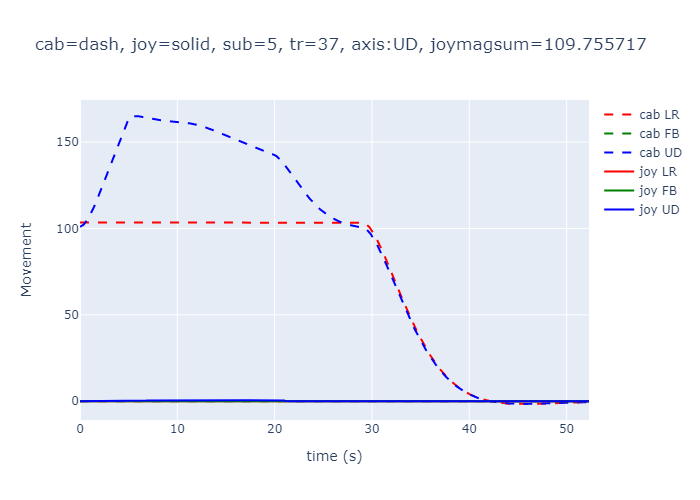 cab=dash, joy=solid, sub=5, tr=37, axis:UD, joymagsum=109.755717
cab LR
cab FB
cab UD
joy LR
joy FB
joy UD
150
100
50
0
Movement
0 10 20 30 40 50
time (s)